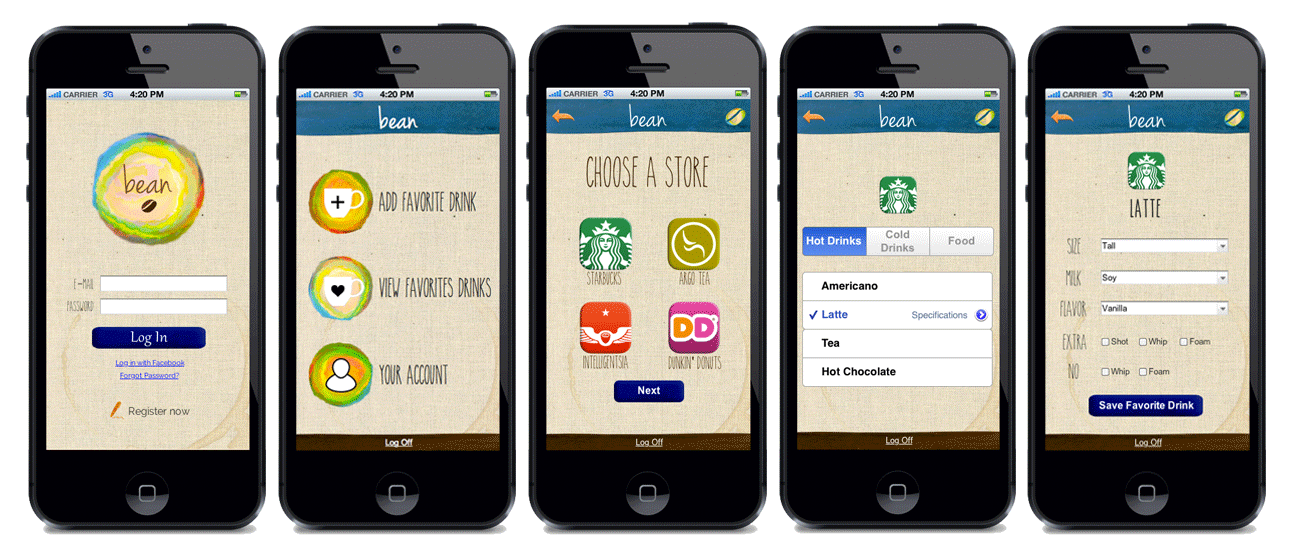 CARRIER 3G 4:20 PM
bean
E-MAIL
PASSWORD
Log In
Log in with Facebook
Forgot Password?
Register now
CARRIER 3G 4:20 PM
bean
ADD FAVORITE DRINK
VIEW FAVORITES DRINKS
YOUR ACCOUNT
Log Off
CARRIER 3G 4:20 PM
bean
CHOOSE A STORE
STARBUCKS
ARGO TEA
DD
INTELLIGENTSIA
DUNKIN' DONUTS
Next
Log Off
CARRIER 3G 4:20 PM
bean
Hot Drinks
Cold
Drinks
Food
Americano
Latte Specifications
Tea
Hot Chocolate
Log Off
CARRIER 3G 4:20 PM
bean
LATTE
SIZE Tall
MILK Soy
FLAVOR Vanilla
EXTRA Shot Whip Foam
NO Whip Foam
Save Favorite Drink
Log Off